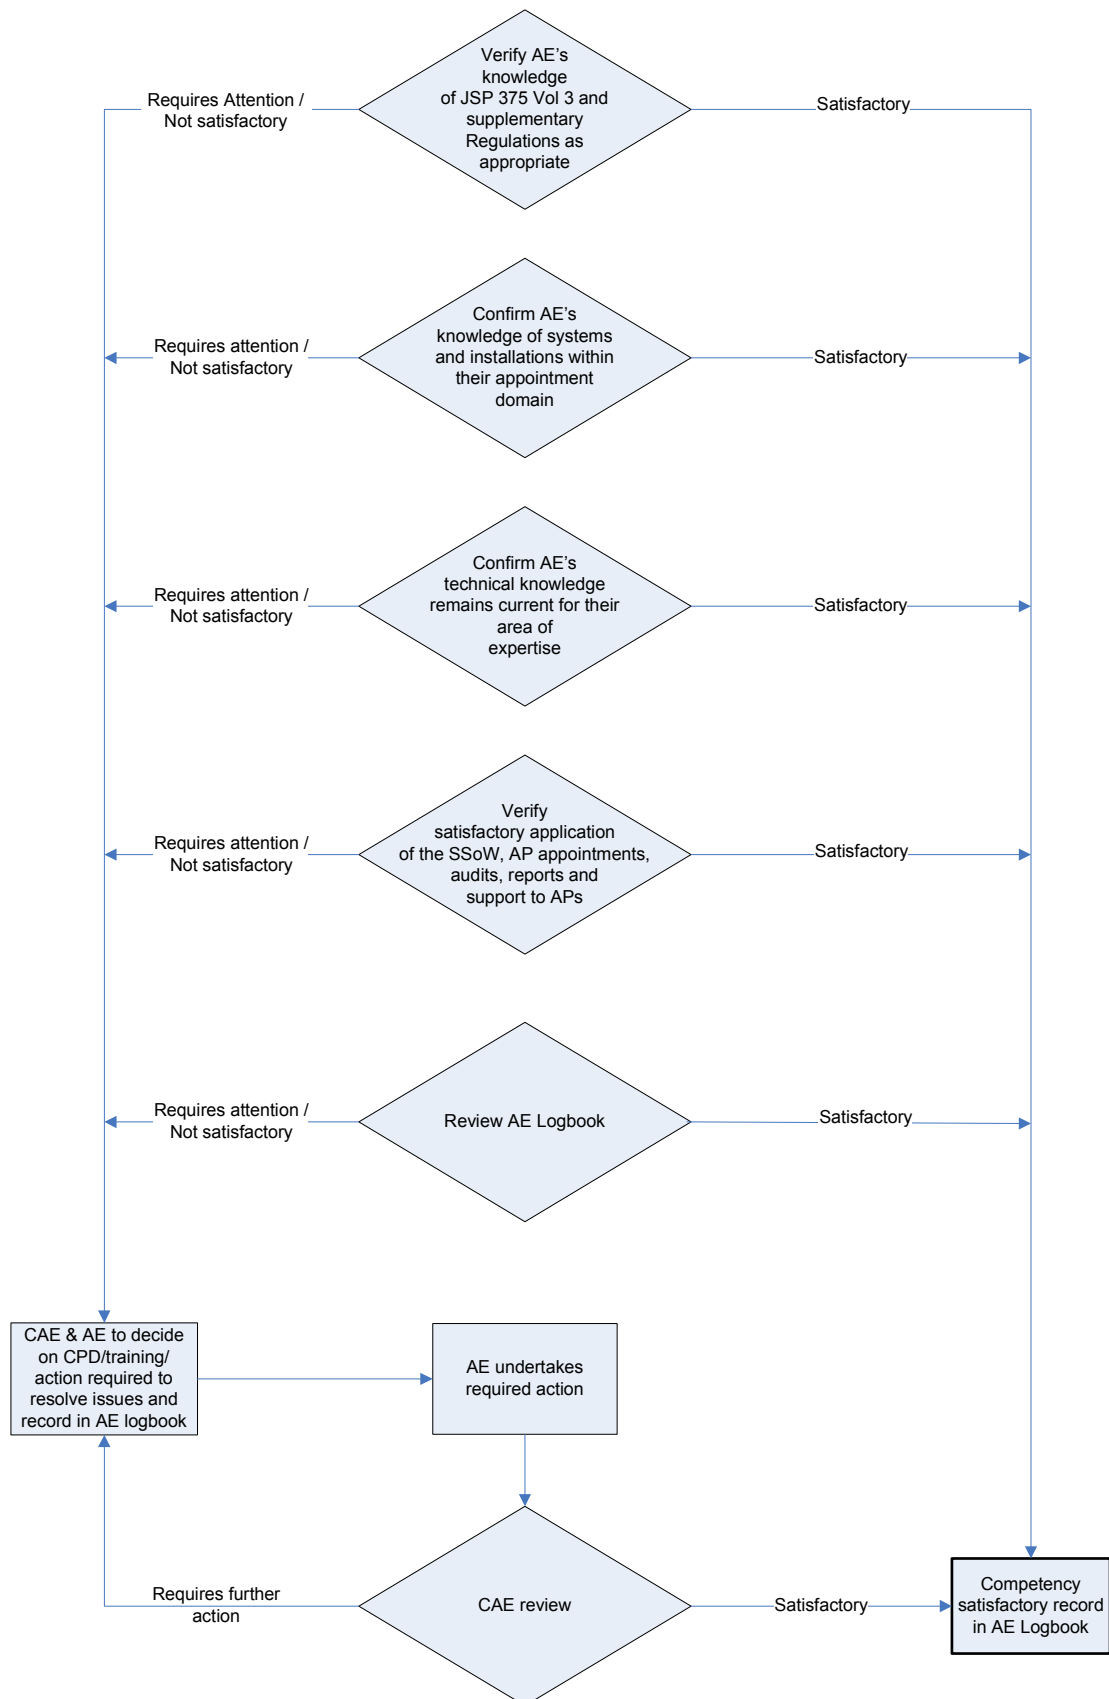 Verify AE’s
knowledge
of JSP 375 Vol 3 and
supplementary
Regulations as
appropriate
Requires Attention /
Not satisfactory
Satisfactory
Confirm AE’s
knowledge of systems
and installations within
their appointment
domain
Requires attention /
Not satisfactory
Satisfactory
Confirm AE’s
technical knowledge
remains current for their
area of
expertise
Requires attention /
Not satisfactory
Satisfactory
Verify
satisfactory application
of the SSoW, AP appointments,
audits, reports and
support to APs
Requires attention /
Not satisfactory
Satisfactory
Review AE Logbook
Requires attention /
Not satisfactory
Satisfactory
CAE & AE to decide
on CPD/training/
action required to
resolve issues and
record in AE logbook
AE undertakes
required action
Requires further
action
CAE review
Satisfactory
Competency
satisfactory record
in AE Logbook